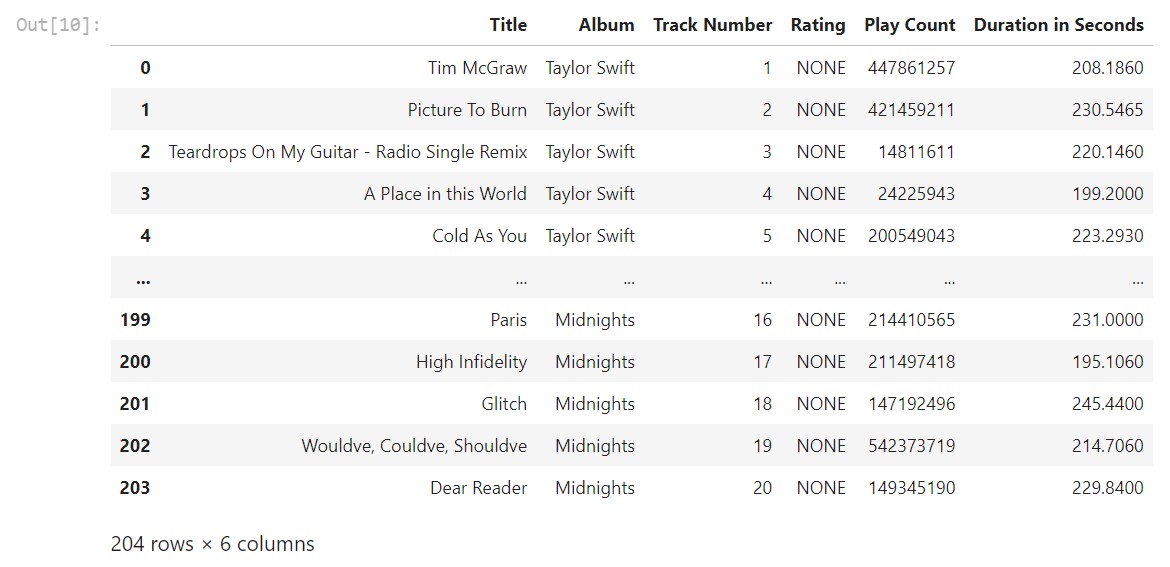 Out[10]:
Title Album Track Number Rating Play Count Duration in Seconds
0 Tim McGraw Taylor Swift 1 NONE 447861257 208.1860
1 Picture To Burn Taylor Swift 2 NONE 421459211 230.5465
2 Teardrops On My Guitar - Radio Single Remix Taylor Swift 3 NONE 14811611 220.1460
3 A Place in this World Taylor Swift 4 NONE 24225943 199.2000
4 Cold As You Taylor Swift 5 NONE 200549043 223.2930
... ... ... ... ... ... ...
199 Paris Midnights 16 NONE 214410565 231.0000
200 High Infidelity Midnights 17 NONE 211497418 195.1060
201 Glitch Midnights 18 NONE 147192496 245.4400
202 Wouldve, Couldve, Shouldve Midnights 19 NONE 542373719 214.7060
203 Dear Reader Midnights 20 NONE 149345190 229.8400
204 rows × 6 columns